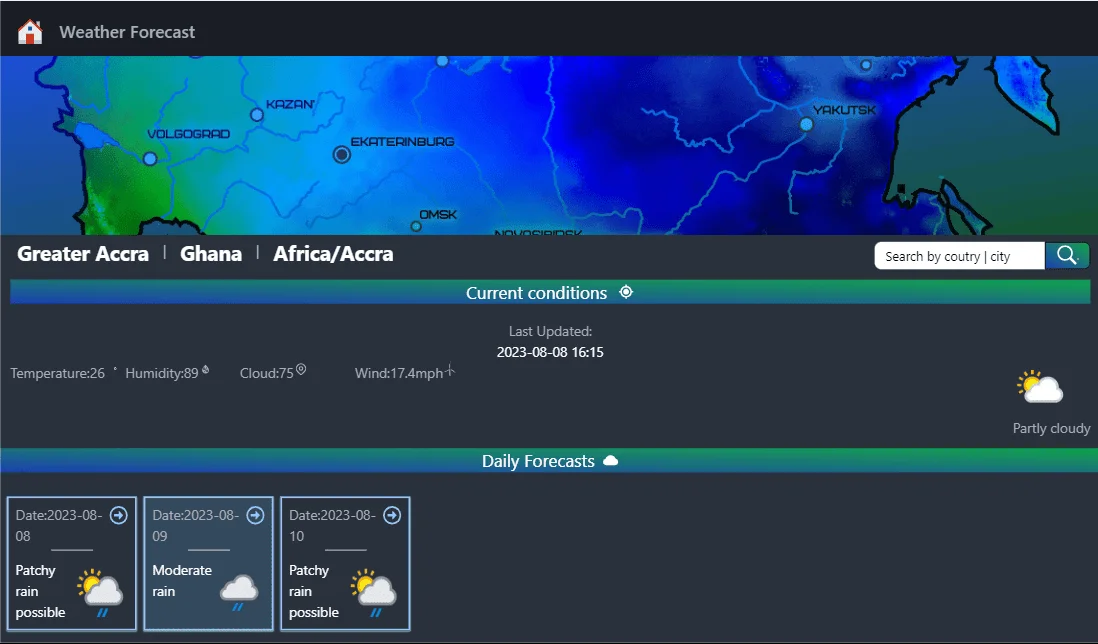 Weather Forecast
KAZAN'
VOLGOGRAD
YAKUTSK
EKATERINBURG
OMSK
NOVOSIBIRSK
Greater Accra | Ghana | Africa/Accra
Search by coutry | city
Current conditions
Last Updated:
2023-08-08 16:15
Temperature:26 ° Humidity:89 Cloud:75 Wind:17.4mph
Partly cloudy
Daily Forecasts
Date:2023-08-
08
Patchy
rain
possible
Date:2023-08-
09
Moderate
rain
Date:2023-08-
10
Patchy
rain
possible